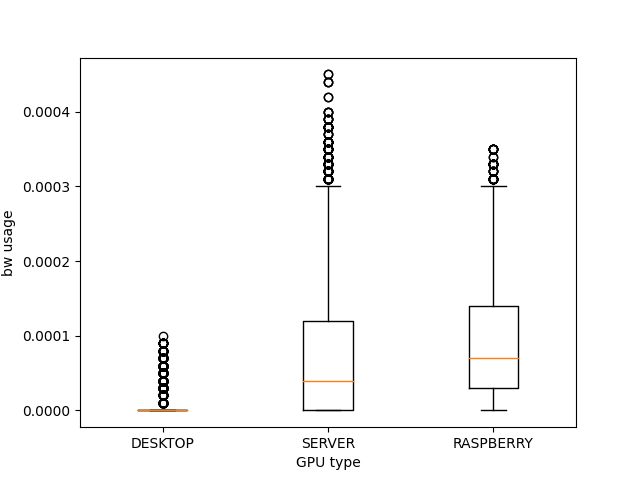 0.0004
0.0003
0.0002
0.0001
0.0000
bw usage
DESKTOP
SERVER
RASPBERRY
GPU type